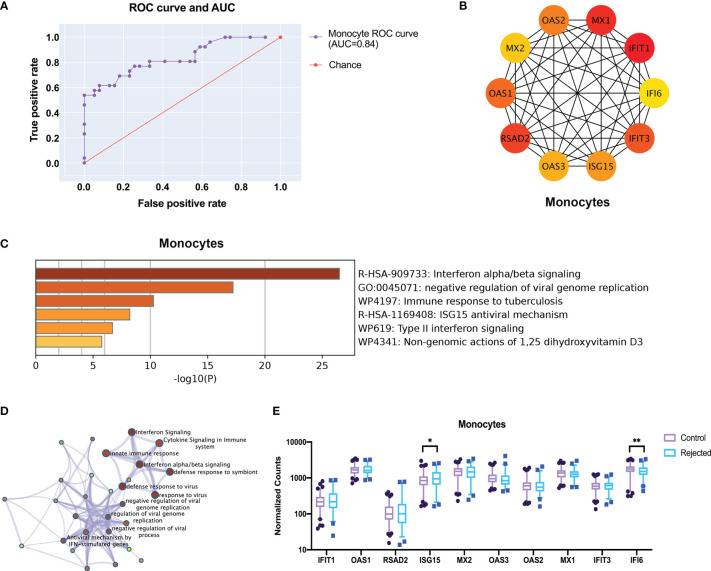 A
ROC curve and AUC
1.0
0.8
0.6
0.4
0.2
0.0
True positive rate
0.0
0.2
0.4
0.6
0.8
1.0
False positive rate
Monocyte ROC curve
(AUC=0.84)
Chance
B
OAS2
MX1
MX2
IFIT1
OAS1
IFI6
RSAD2
IFIT3
OAS3
ISG15
Monocytes
C
Monocytes
R-HSA-909733: Interferon alpha/beta signaling
GO:0045071: negative regulation of viral genome replication
WP4197: Immune response to tuberculosis
R-HSA-1169408: ISG15 antiviral mechanism
WP619: Type II interferon signaling
WP4341: Non-genomic actions of 1,25 dihydroxyvitamin D3
0
5
10
15
20
25
-log10(P)
D
Interferon Signaling
Cytokine Signaling in Immune
system
innate immune response
Interferon alpha/beta signaling
defense response to symbiont
defense response to virus
response to virus
negative regulation of viral
genome replication
regulation of viral genome
replication
negative regulation of viral
process
Antiviral mechanism by
IFN-stimulated genes
E
Monocytes
Control
Rejected
Normalized Counts
10000
1000
100
10
*
**
IFIT1
OAS1
RSAD2
ISG15
MX2
OAS3
OAS2
MX1
IFIT3
IFI6